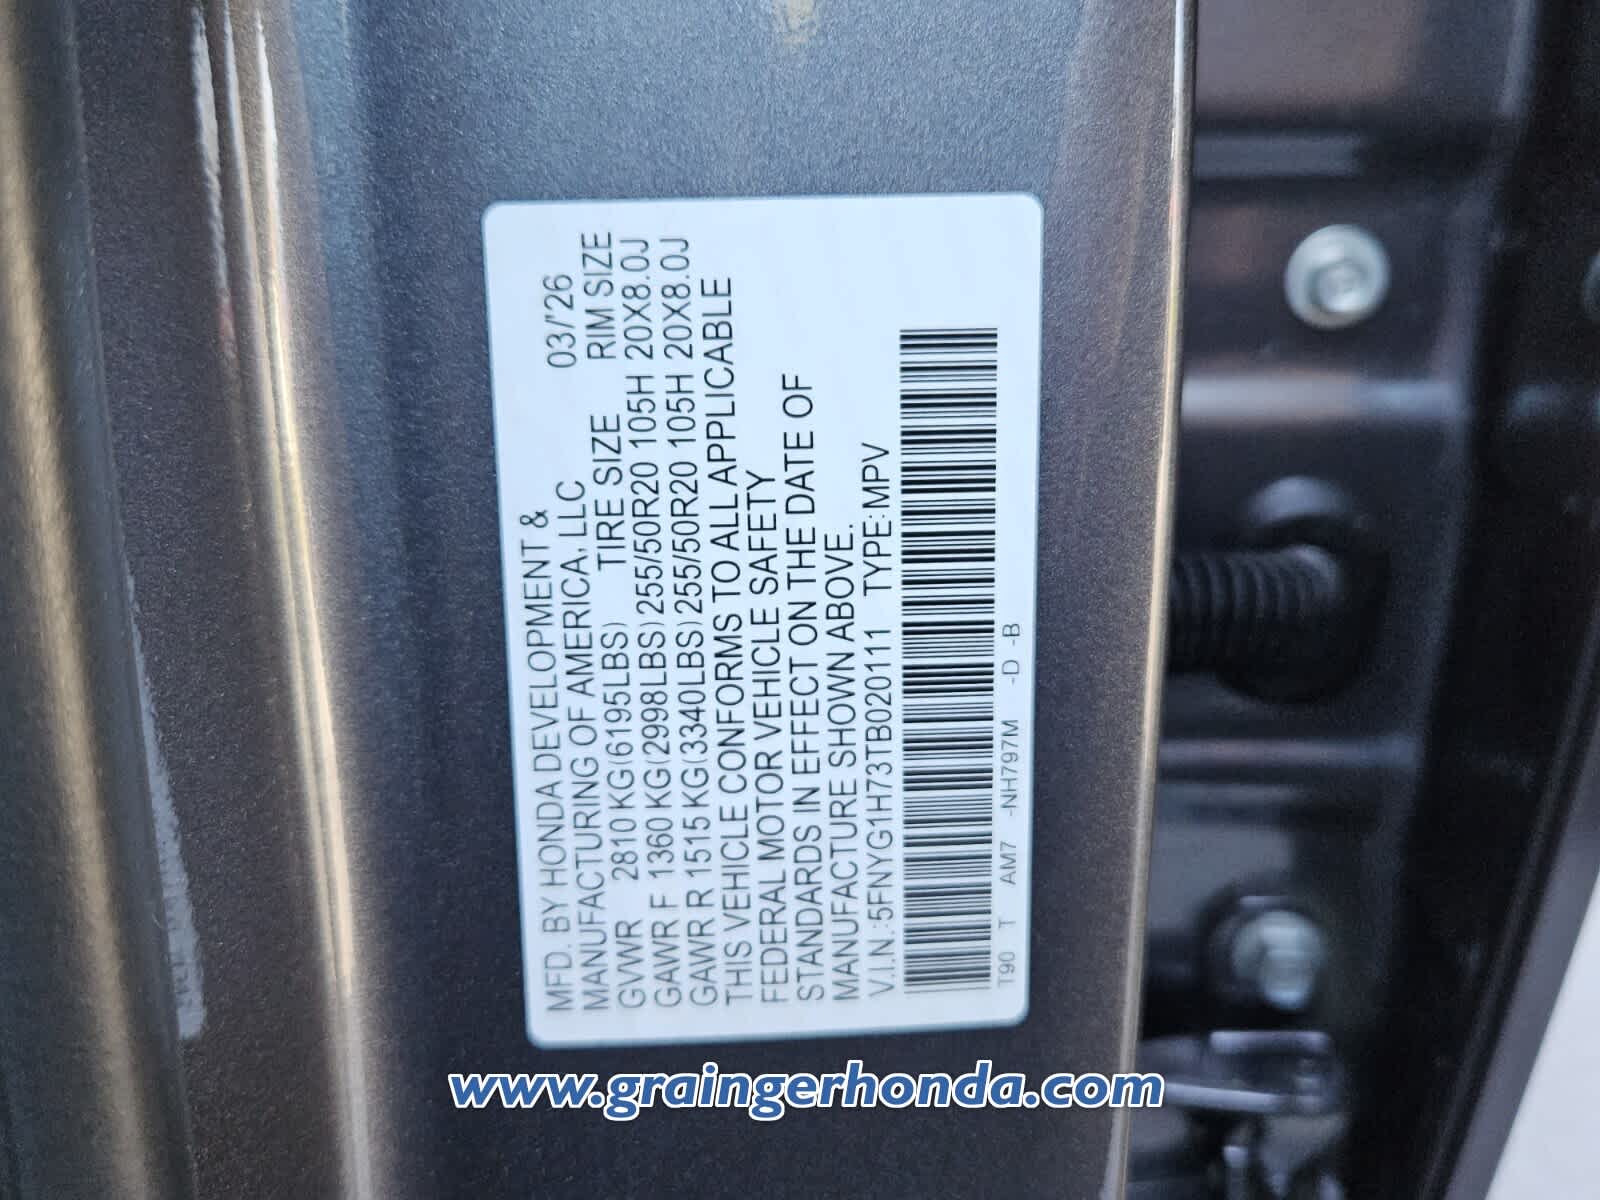 MFD. BY HONDA DEVELOPMENT & 03/'26
MANUFACTURING OF AMERICA, LLC
GVWR 2810 KG(6195LBS) TIRE SIZE RIM SIZE
GAWR F 1360 KG(2998LBS) 255/50R20 105H 20X8.0J
GAWR R 1515 KG(3340LBS) 255/50R20 105H 20X8.0J
THIS VEHICLE CONFORMS TO ALL APPLICABLE
FEDERAL MOTOR VEHICLE SAFETY
STANDARDS IN EFFECT ON THE DATE OF
MANUFACTURE SHOWN ABOVE.
V.I.N.:5FNYG1H73TB020111 TYPE:MPV
T90 T AM7 -NH797M -D -B
www.graingerhonda.com